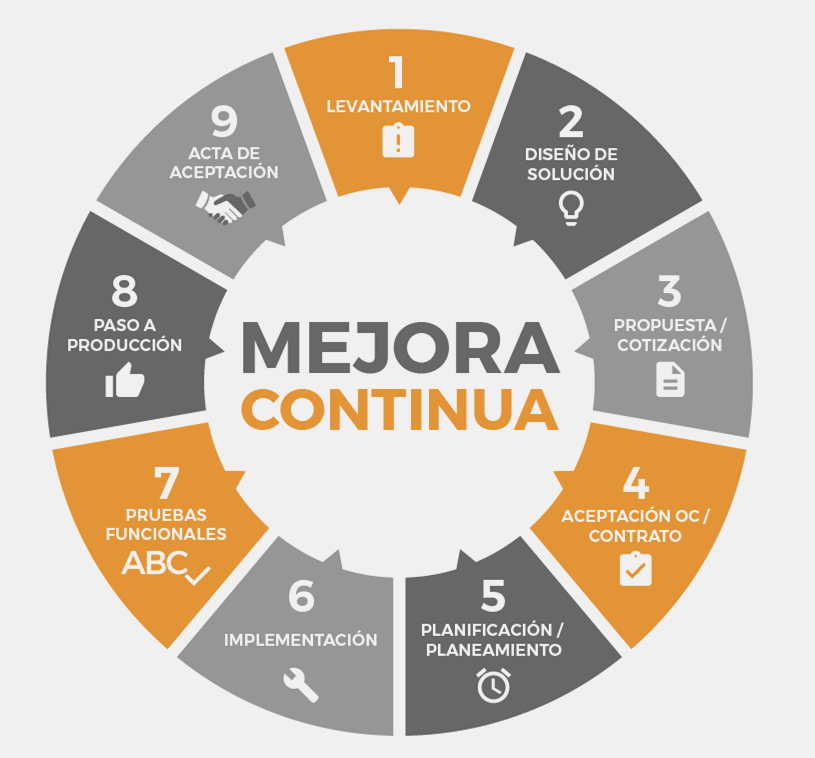 1
LEVANTAMIENTO
2
DISEÑO DE
SOLUCIÓN
3
PROPUESTA /
COTIZACIÓN
4
ACEPTACIÓN OC /
CONTRATO
5
PLANIFICACIÓN /
PLANEAMIENTO
6
IMPLEMENTACIÓN
7
PRUEBAS
FUNCIONALES
ABC
8
PASO A
PRODUCCIÓN
9
ACTA DE
ACEPTACIÓN
MEJORA
CONTINUA